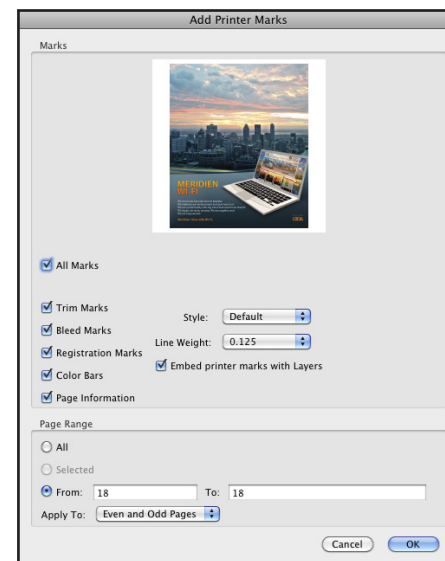 Add Printer Marks
Marks
MERIDIEN
WI-FI
All Marks
Trim Marks
Style: Default
Bleed Marks
Line Weight: 0.125
Registration Marks
Embed printer marks with Layers
Color Bars
Page Information
Page Range
All
Selected
From: 18 To: 18
Apply To: Even and Odd Pages
Cancel OK